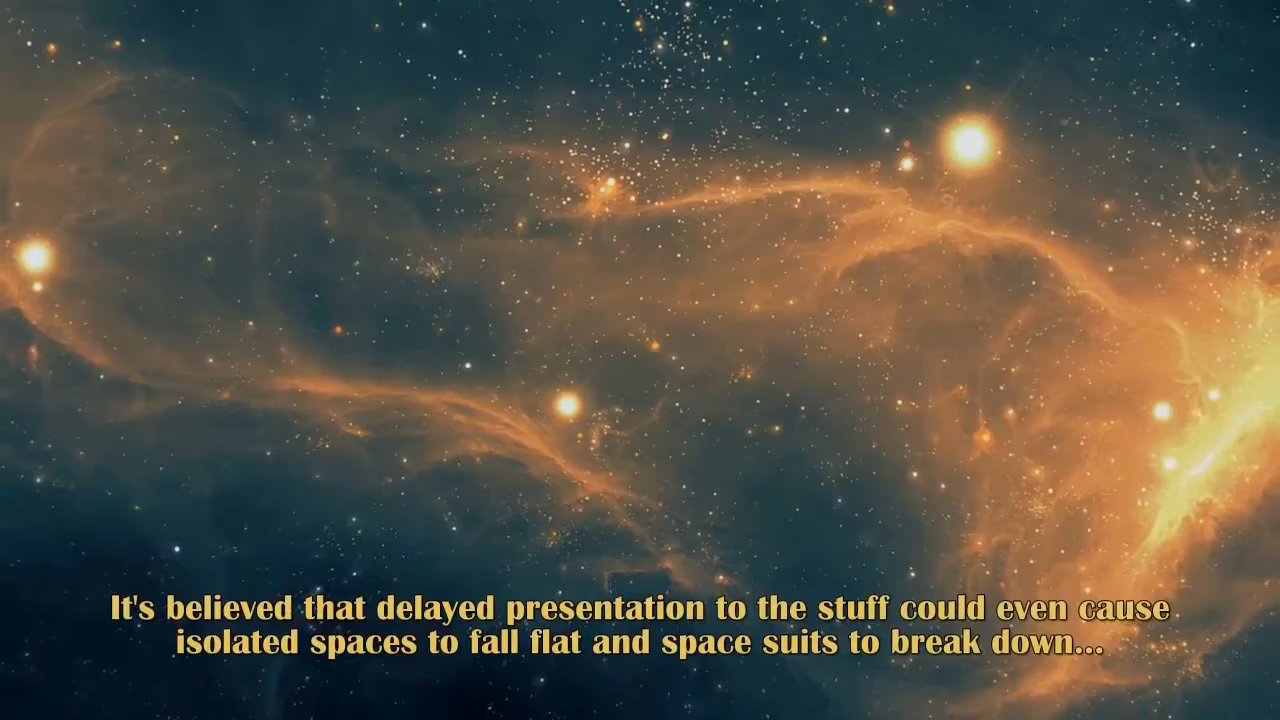 It's believed that delayed presentation to the stuff could even cause
isolated spaces to fall flat and space suits to break down...